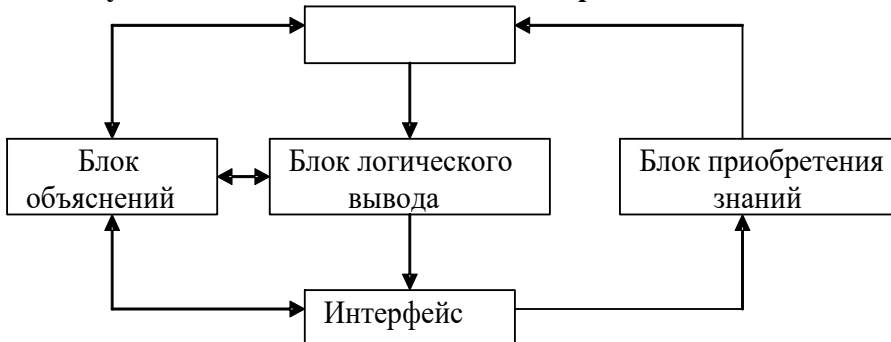 Блок
объяснений
Блок логического
вывода
Блок приобретения
знаний
Интерфейс